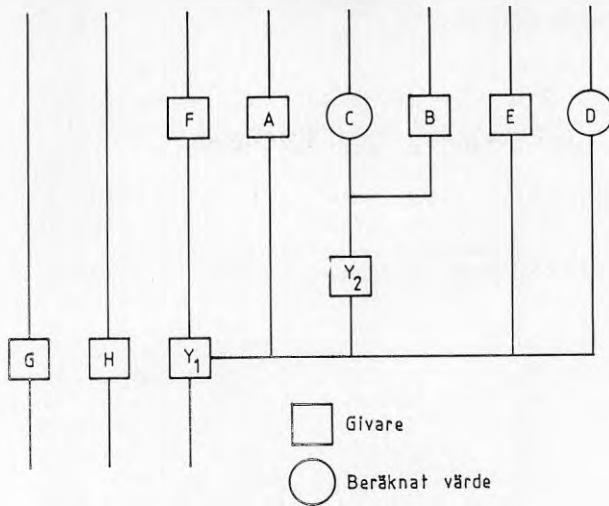 F A C B E D
Y₂
G H Y₁
Givare
Beräknat värde